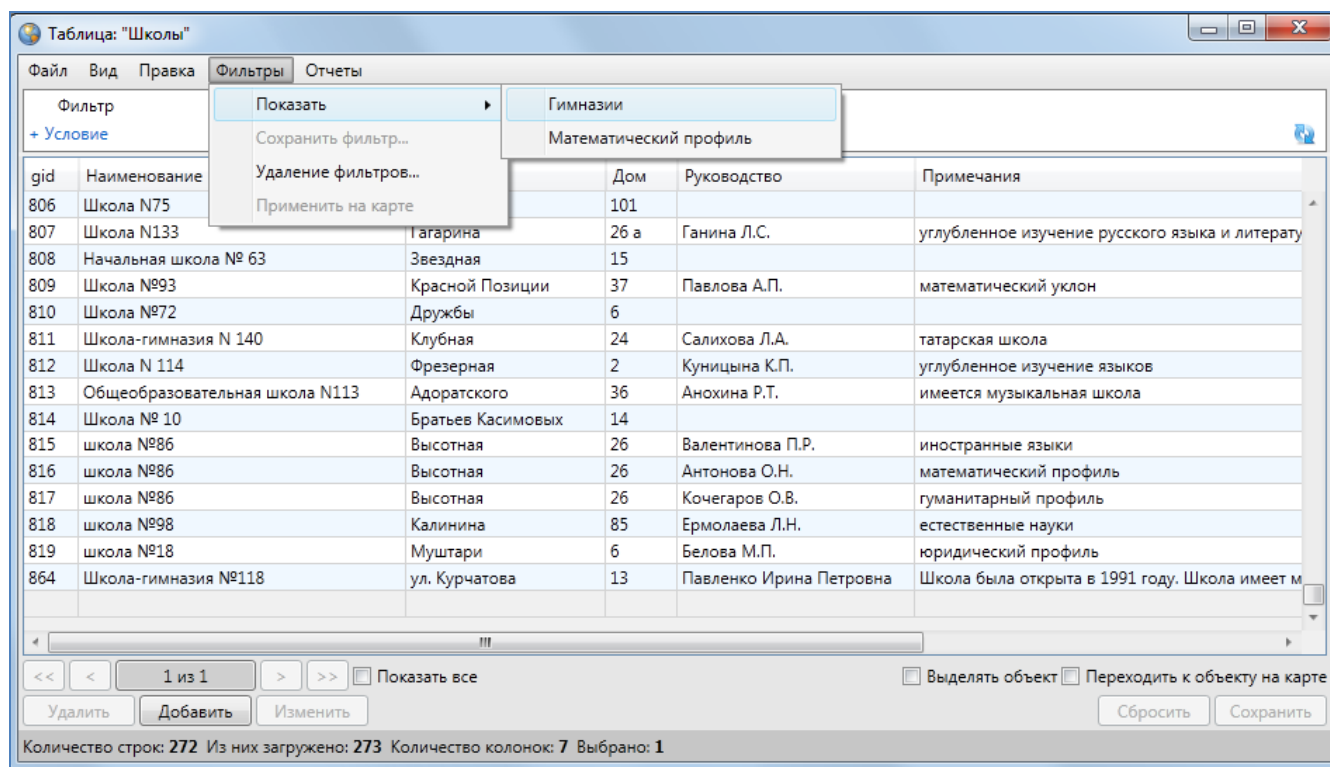 Таблица: "Школы"
Файл Вид Правка Фильтры Отчеты
Фильтр Показать Гимназии
+ Условие Сохранить фильтр... Математический профиль
Удаление фильтров...
Применить на карте
gid Наименование Дом Руководство Примечания
806 Школа N75 101
807 Школа N133 Гагарина 26 а Ганина Л.С. углубленное изучение русского языка и литерату
808 Начальная школа № 63 Звездная 15
809 Школа №93 Красной Позиции 37 Павлова А.П. математический уклон
810 Школа №72 Дружбы 6
811 Школа-гимназия N 140 Клубная 24 Салихова Л.А. татарская школа
812 Школа N 114 Фрезерная 2 Куницына К.П. углубленное изучение языков
813 Общеобразовательная школа N113 Адоратского 36 Анохина Р.Т. имеется музыкальная школа
814 Школа № 10 Братьев Касимовых 14
815 школа №86 Высотная 26 Валентинова П.Р. иностранные языки
816 школа №86 Высотная 26 Антонова О.Н. математический профиль
817 школа №86 Высотная 26 Кочегаров О.В. гуманитарный профиль
818 школа №98 Калинина 85 Ермолаева Л.Н. естественные науки
819 школа №18 Муштари 6 Белова М.П. юридический профиль
864 Школа-гимназия №118 ул. Курчатова 13 Павленко Ирина Петровна Школа была открыта в 1991 году. Школа имеет м
<< < 1 из 1 > >> Показать все Выделять объект Переходить к объекту на карте
Удалить Добавить Изменить Сбросить Сохранить
Количество строк: 272 Из них загружено: 273 Количество колонок: 7 Выбрано: 1